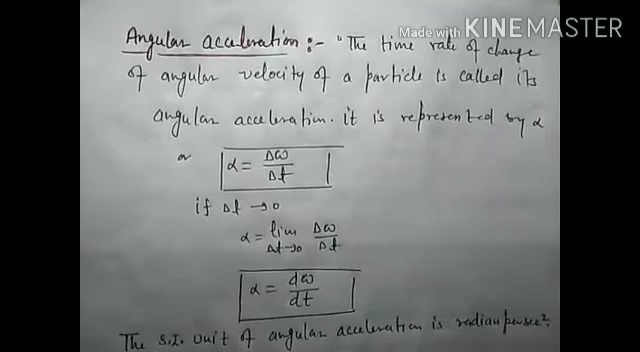 Made with KINEMASTER
Angular acceleration :- "The time rate of change
of angular velocity of a particle is called its
angular acceleration. it is represented by α
or α = Δω/Δt
if Δt → 0
α = lim Δt→0 Δω/Δt
α = dω/dt
The S.I. unit of angular acceleration is radian per sec².